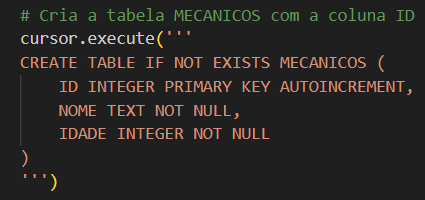 # Cria a tabela MECANICOS com a coluna ID
cursor.execute('''
CREATE TABLE IF NOT EXISTS MECANICOS (
    ID INTEGER PRIMARY KEY AUTOINCREMENT,
    NOME TEXT NOT NULL,
    IDADE INTEGER NOT NULL
)
''')